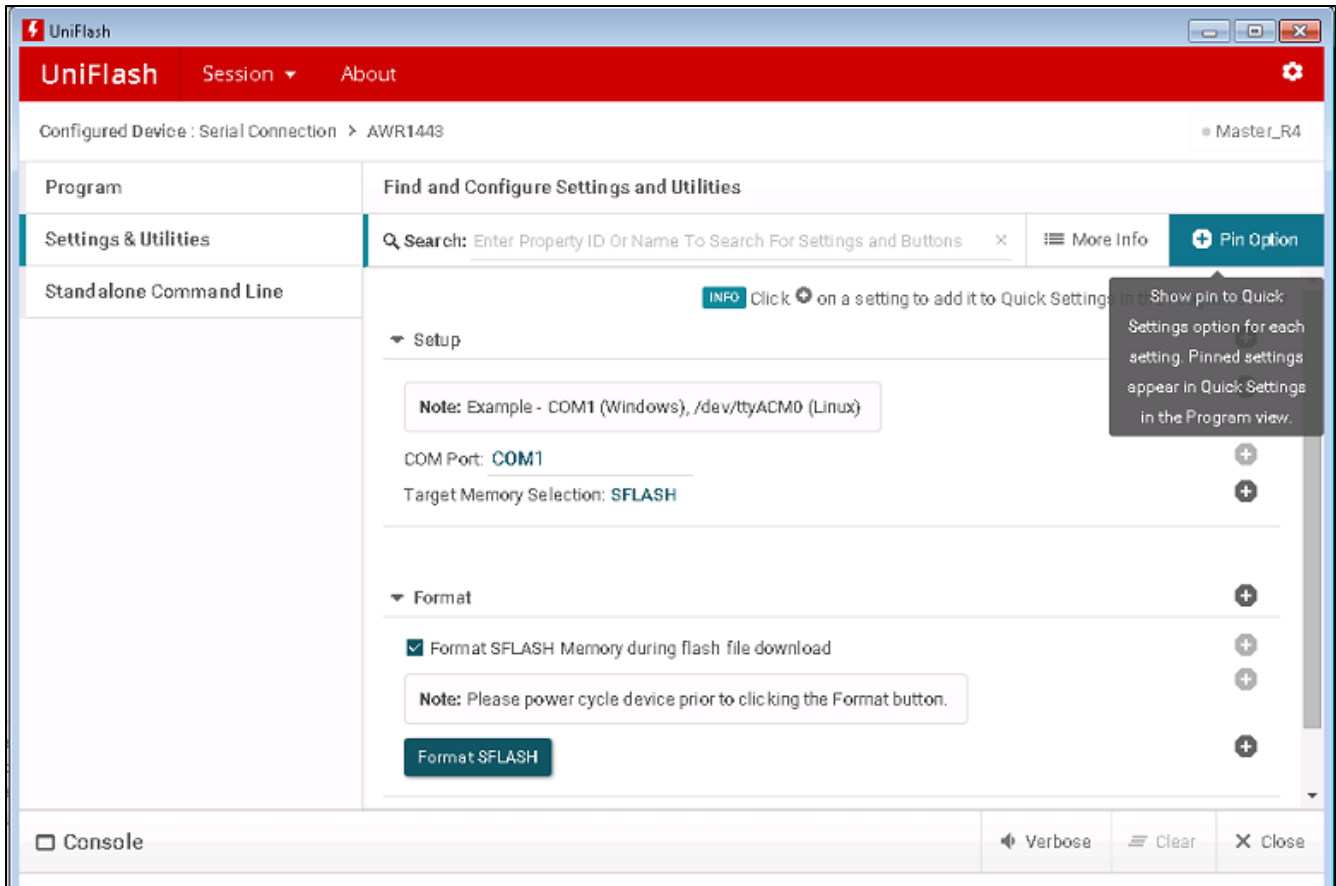 UniFlash
UniFlash Session About
Configured Device : Serial Connection > AWR1443 Master_R4
Program
Settings & Utilities
Standalone Command Line
Find and Configure Settings and Utilities
Search: Enter Property ID Or Name To Search For Settings and Buttons × More Info Pin Option
INFO Click on a setting to add it to Quick Settings
Show pin to Quick
Settings option for each
setting. Pinned settings
appear in Quick Settings
in the Program view.
Setup
Note: Example - COM1 (Windows), /dev/ttyACM0 (Linux)
COM Port: COM1
Target Memory Selection: SFLASH
Format
Format SFLASH Memory during flash file download
Note: Please power cycle device prior to clicking the Format button.
Format SFLASH
Console Verbose Clear Close